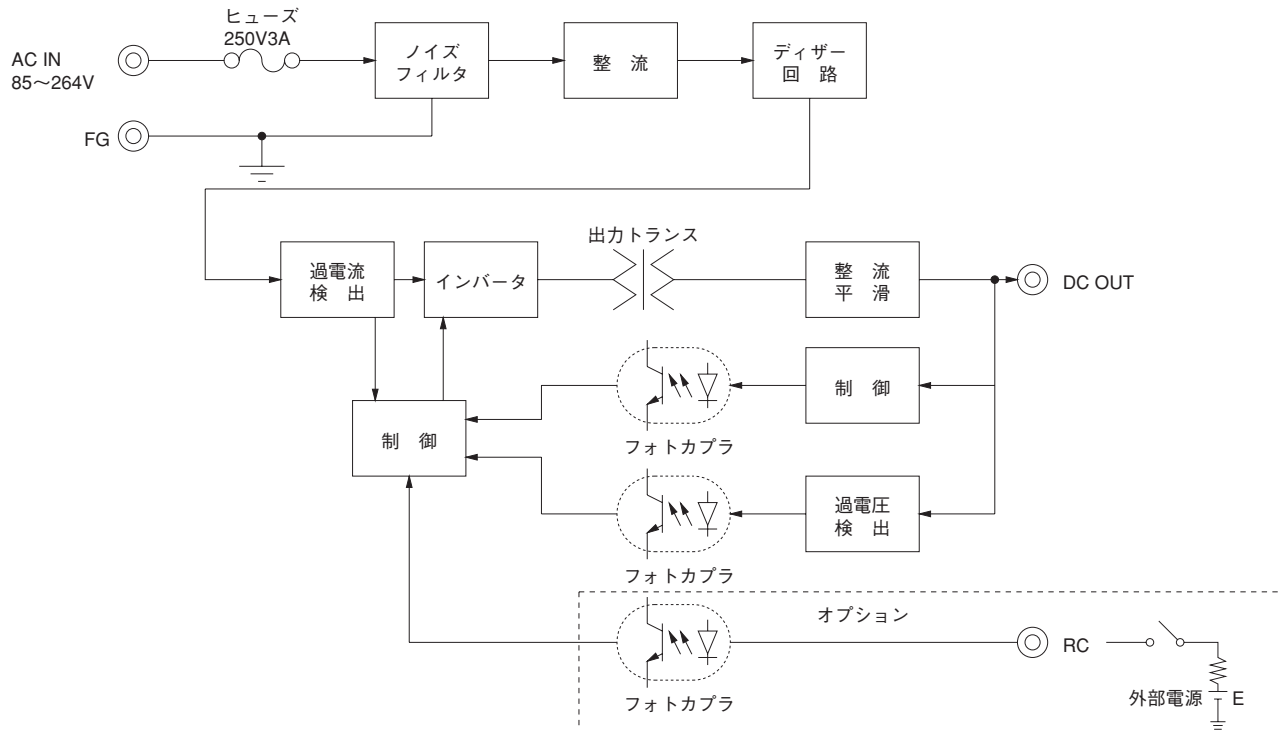 ヒューズ
250V3A
AC IN
85～264V
ノイズ
フィルタ
整 流
ディザー
回 路
FG
出力トランス
過電流
検 出
インバータ
整 流
平 滑
DC OUT
制 御
フォトカプラ
制 御
過電圧
検 出
フォトカプラ
オプション
RC
フォトカプラ
外部電源
E